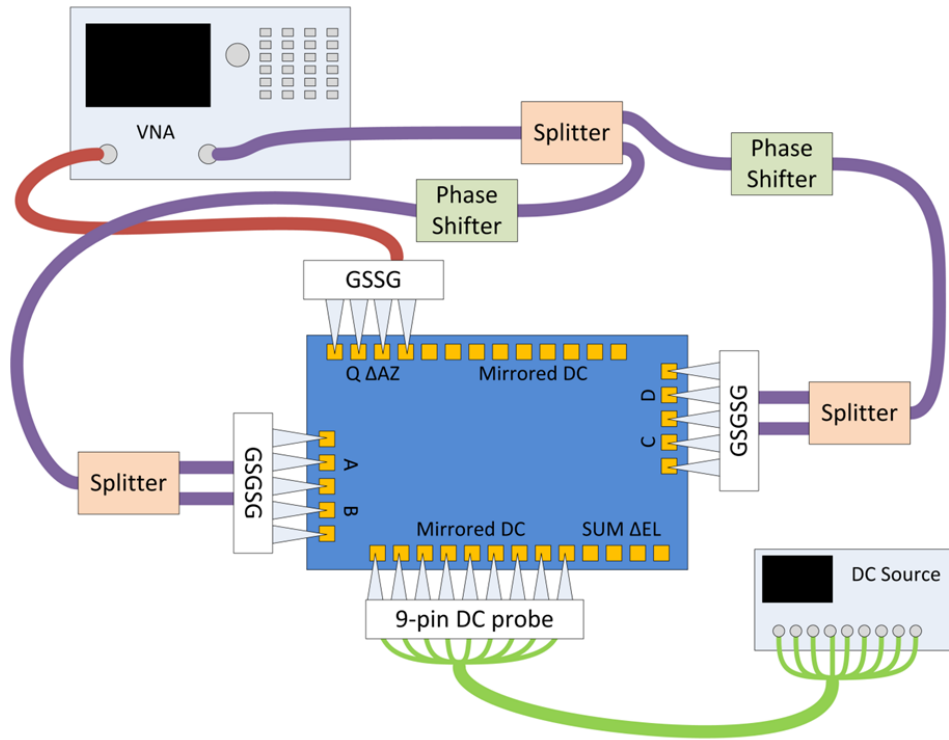 VNA
Splitter
Phase
Shifter
Phase
Shifter
GSSG
Q ΔAZ
Mirrored DC
D
C
GSGSG
Splitter
Splitter
GSGSG
A
B
Mirrored DC
SUM ΔEL
9-pin DC probe
DC Source